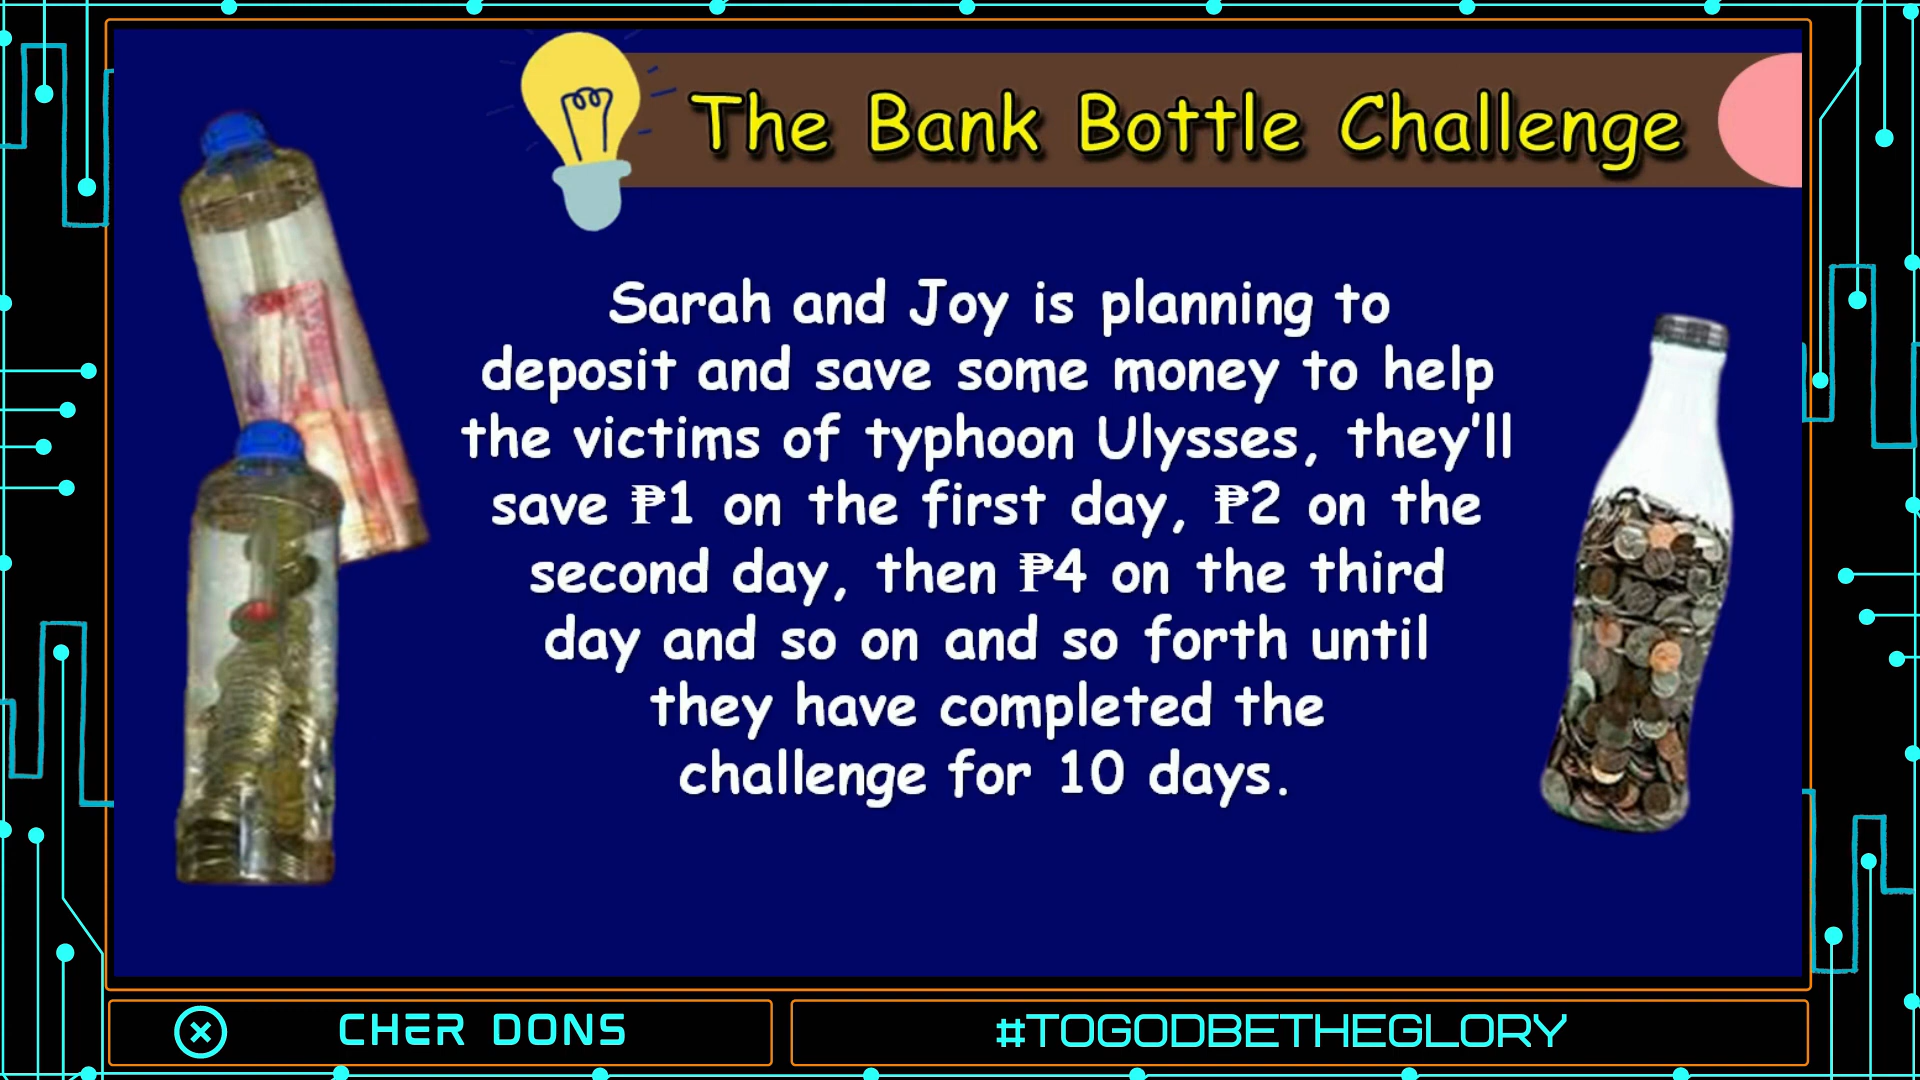 The Bank Bottle Challenge
Sarah and Joy is planning to
deposit and save some money to help
the victims of typhoon Ulysses, they'll
save ₱1 on the first day, ₱2 on the
second day, then ₱4 on the third
day and so on and so forth until
they have completed the
challenge for 10 days.
CHER DONS
#TOGODBETHEGLORY